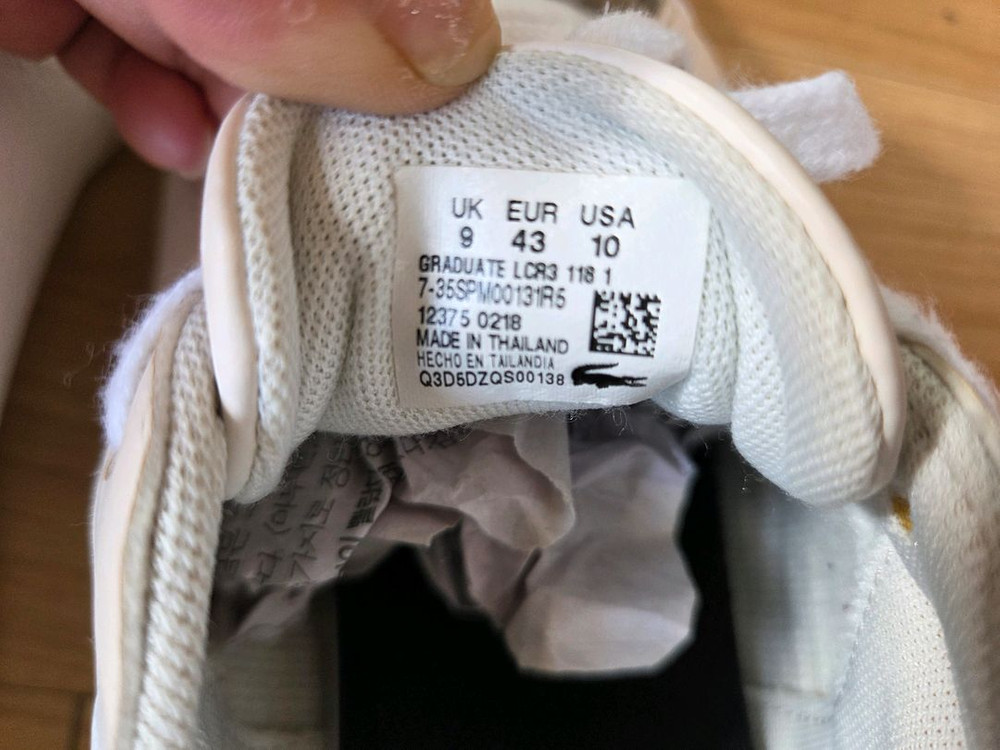 UK EUR USA
9 43 10
GRADUATE LCR3 118 1
7-35SPM00131R5
12375 0218
MADE IN THAILAND
HECHO EN TAILANDIA
Q3D5DZQS00138